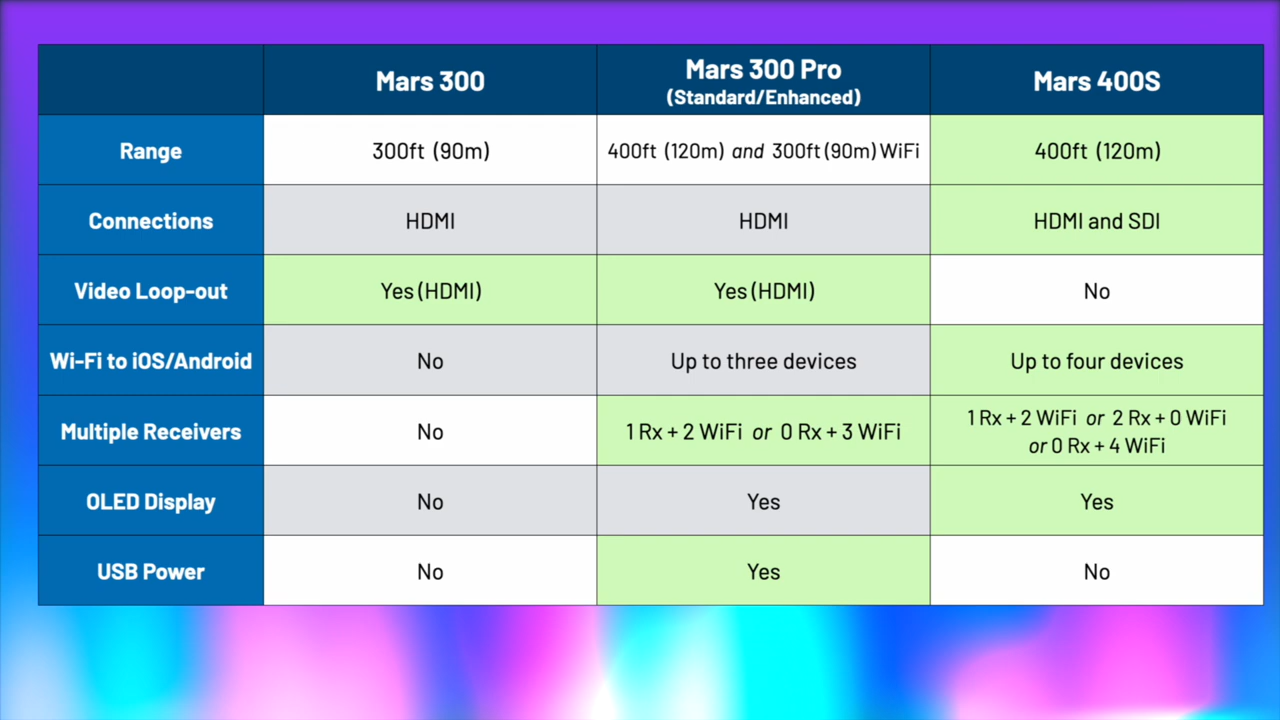 Mars 300
Mars 300 Pro
(Standard/Enhanced)
Mars 400S
Range
300ft (90m)
400ft (120m) and 300ft (90m) WiFi
400ft (120m)
Connections
HDMI
HDMI
HDMI and SDI
Video Loop-out
Yes (HDMI)
Yes (HDMI)
No
Wi-Fi to iOS/Android
No
Up to three devices
Up to four devices
Multiple Receivers
No
1 Rx + 2 WiFi or 0 Rx + 3 WiFi
1 Rx + 2 WiFi or 2 Rx + 0 WiFi
or 0 Rx + 4 WiFi
OLED Display
No
Yes
Yes
USB Power
No
Yes
No